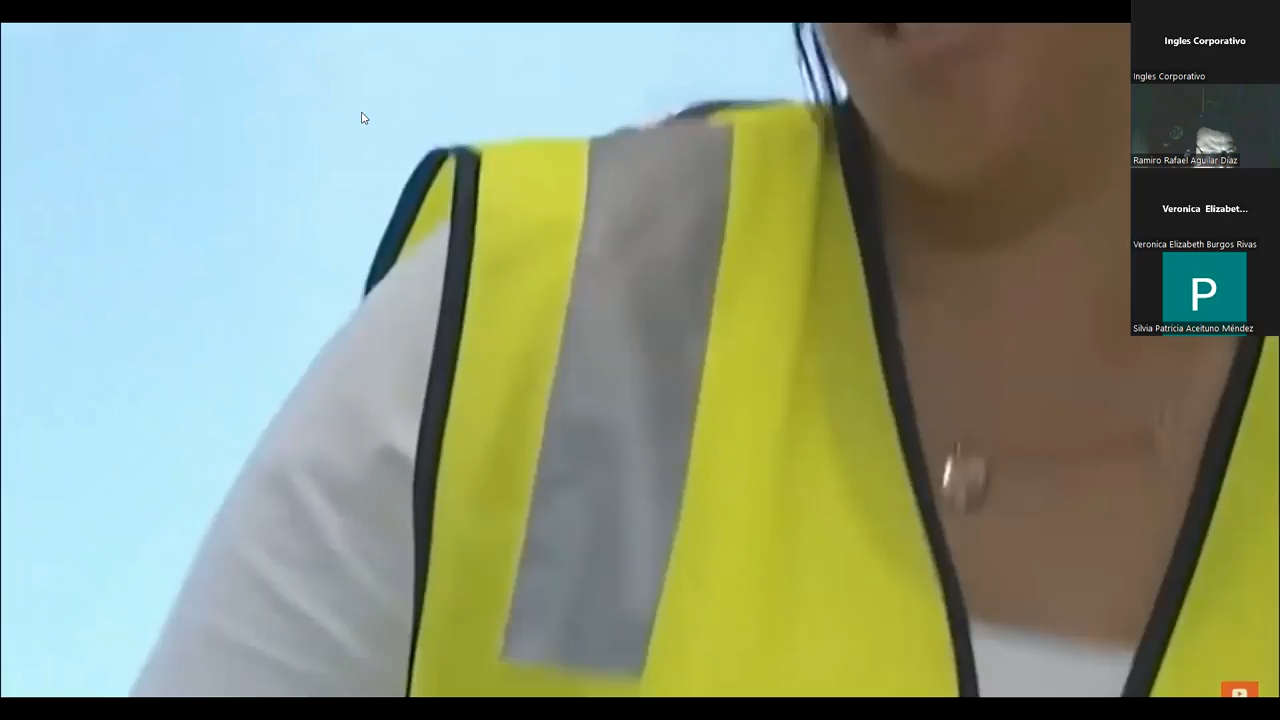 Ingles Corporativo
Ingles Corporativo
Ramiro Rafael Aguilar Díaz
Veronica Elizabet...
Veronica Elizabeth Burgos Rivas
P
Silvia Patricia Aceituno Méndez